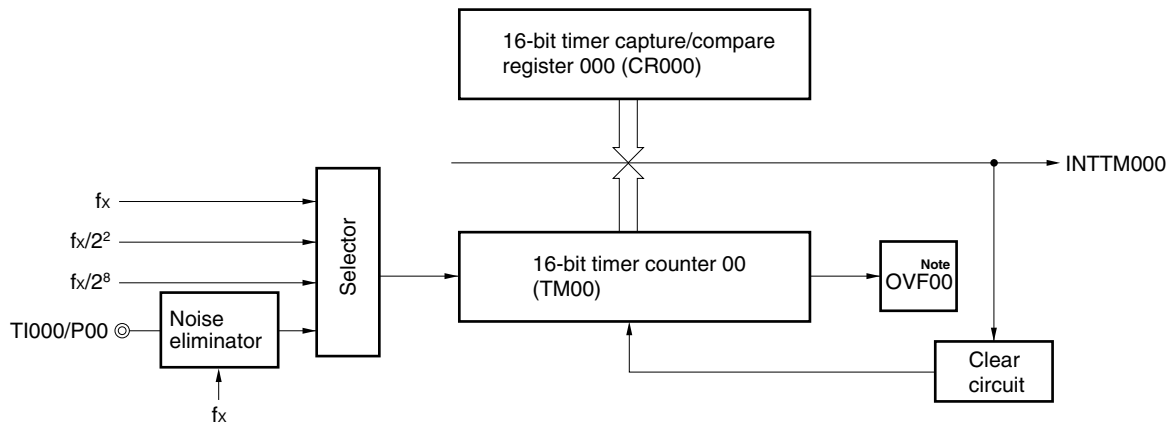 16-bit timer capture/compare
register 000 (CR000)
INTTM000
fx
fx/2²
fx/2⁸
Selector
16-bit timer counter 00
(TM00)
Note
OVF00
TI000/P00
Noise
eliminator
Clear
circuit
fx